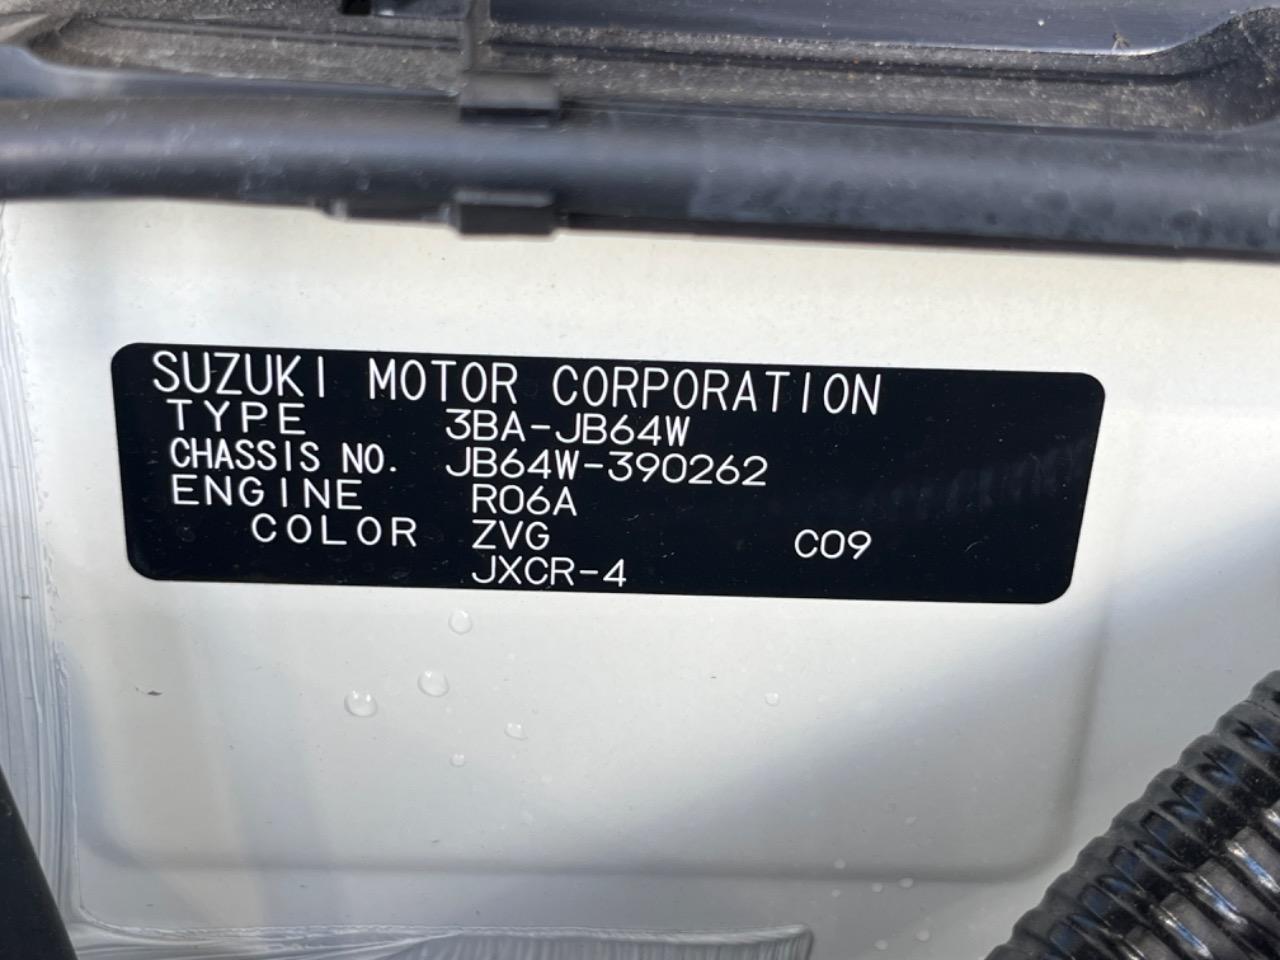 SUZUKI MOTOR CORPORATION
TYPE 3BA-JB64W
CHASSIS NO. JB64W-390262
ENGINE R06A
COLOR ZVG C09
JXCR-4